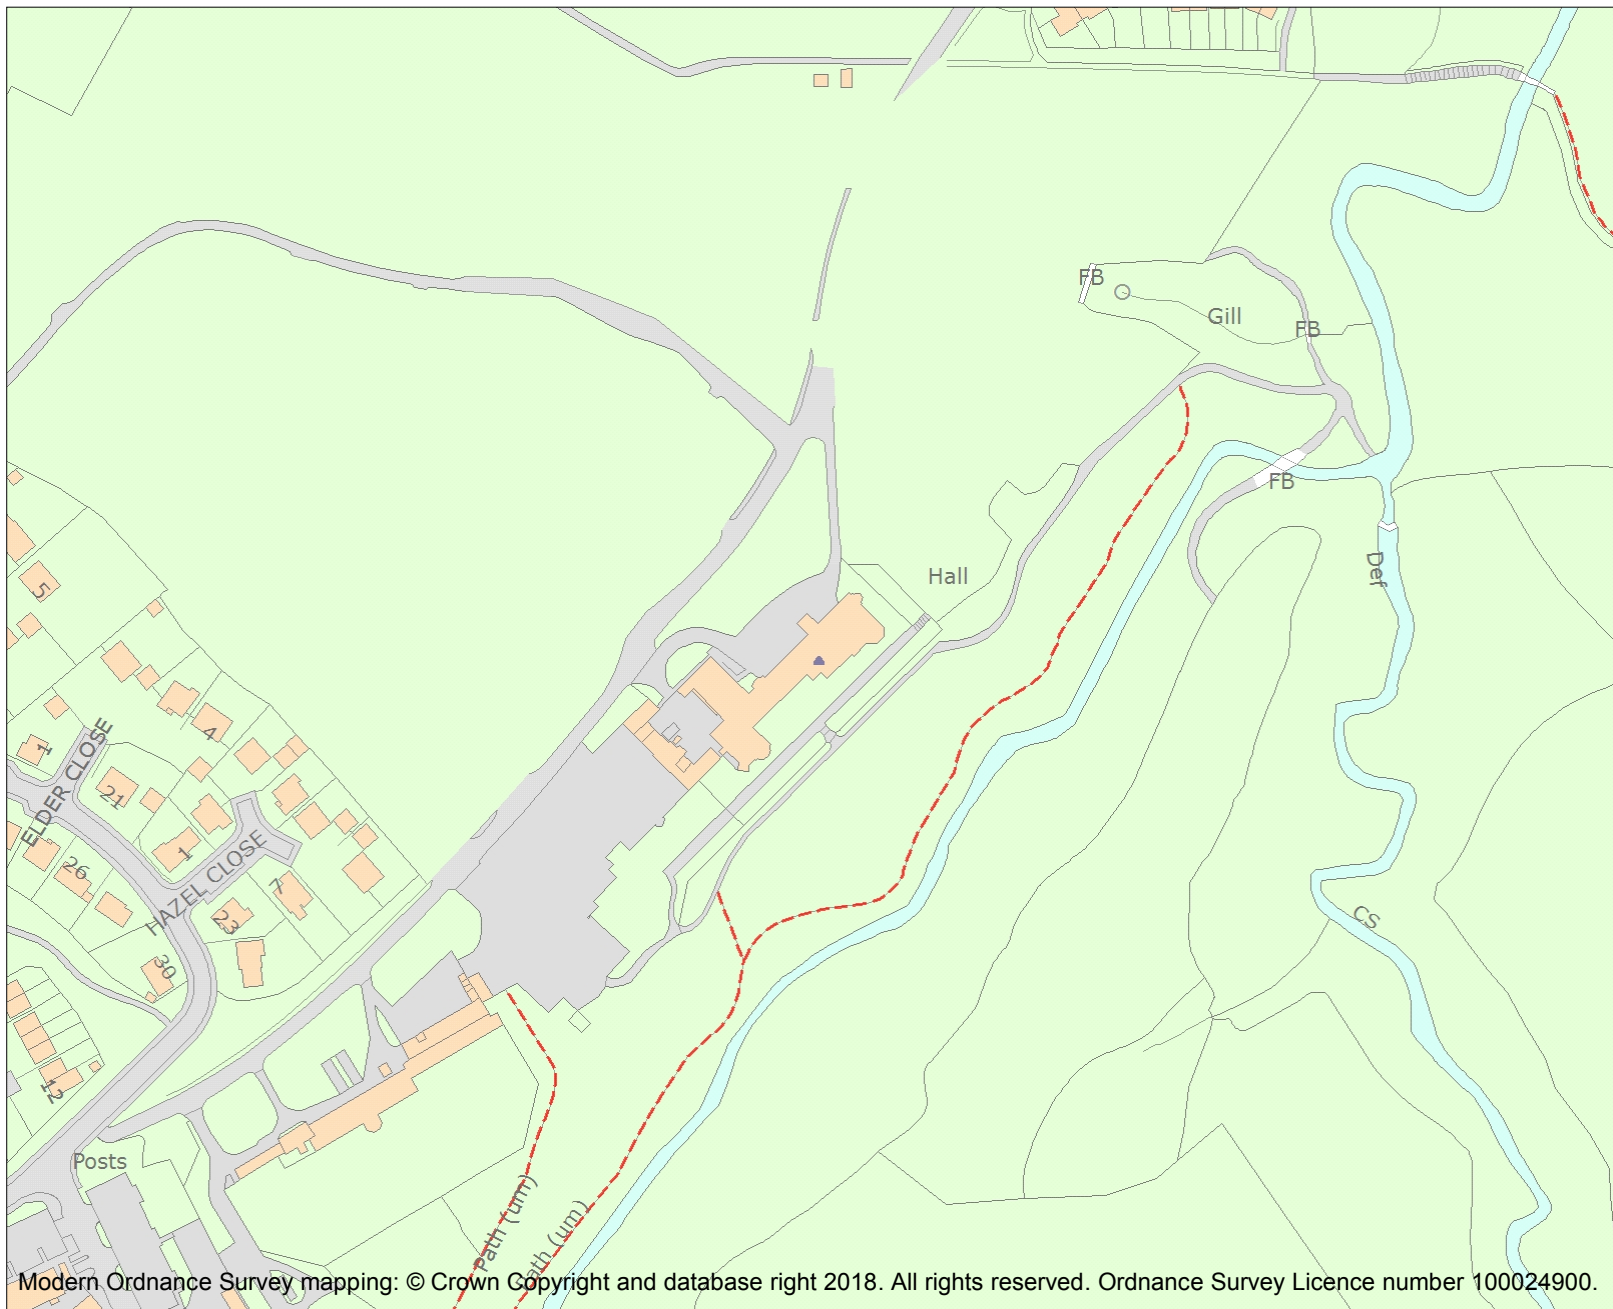 FB
Gill
FB
FB
Def
Hall
5
4
1
ELDER CLOSE
21
1
HAZEL CLOSE
26
7
23
CS
30
12
Posts
Path (um)
Path (um)
Modern Ordnance Survey mapping: © Crown Copyright and database right 2018. All rights reserved. Ordnance Survey Licence number 100024900.